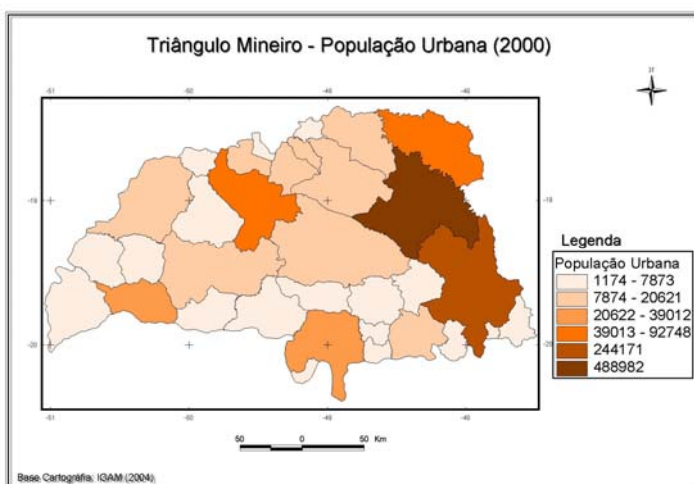 Triângulo Mineiro - População Urbana (2000)
-51
-50
-49
-48
-19
-19
-20
-20
-51
-50
-49
-48
Legenda
População Urbana
1174 - 7873
7874 - 20621
20622 - 39012
39013 - 92748
244171
488982
50 0 50 Km
Base Cartográfia: IGAM (2004)